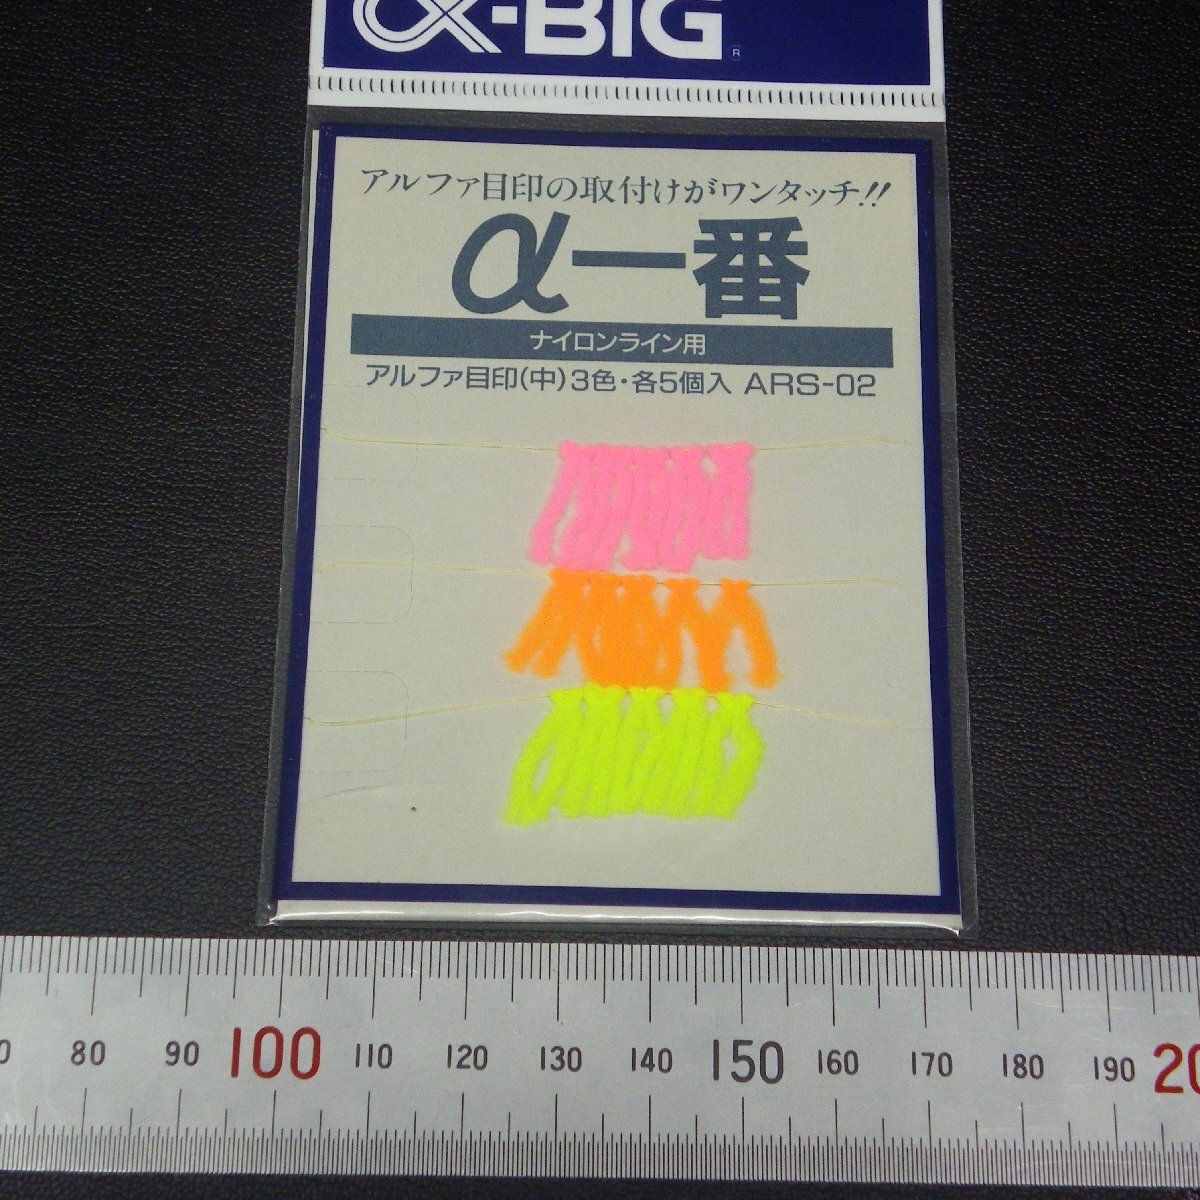 α-BIG®
アルファ目印の取付けがワンタッチ!!
α一番
ナイロンライン用
アルファ目印(中)3色・各5個入 ARS-02
0 80 90 100 110 120 130 140 150 160 170 180 190 20